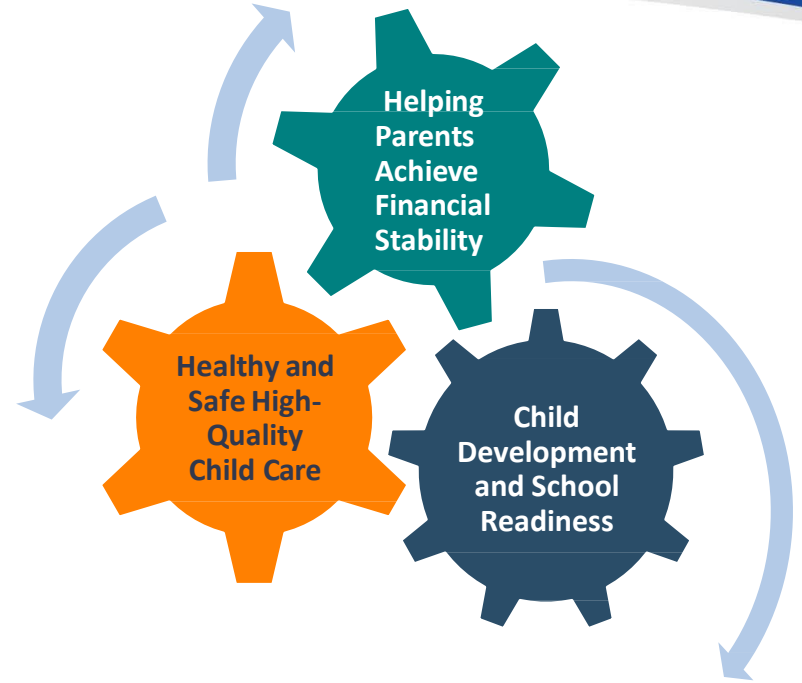 Helping
Parents
Achieve
Financial
Stability
Healthy and
Safe High-
Quality
Child Care
Child
Development
and School
Readiness